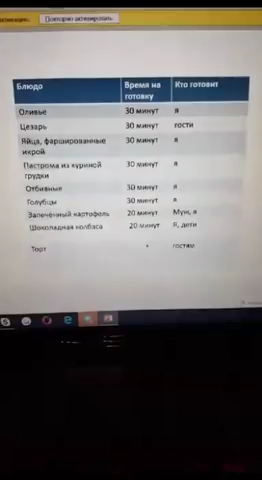 Повторно активировать
Блюдо Время на Кто готовит
готовку
Оливье 30 минут я
Цезарь 30 минут гости
Яйца, фаршированные 30 минут я
икрой
Пастрома из куриной 30 минут я
грудки
Отбивные 30 минут я
Голубцы 30 минут я
Запечённый картофель 20 минут Муж, я
Шоколадная колбаса 20 минут Я, дети
Торт гостям